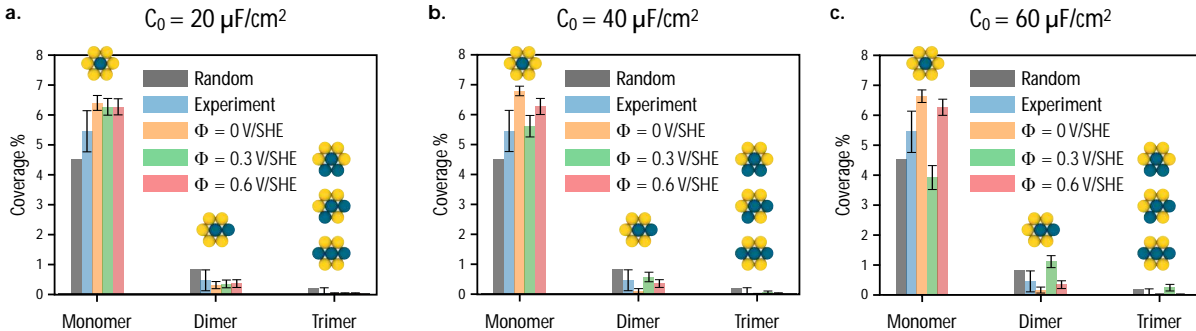 a.
C₀ = 20 µF/cm²
Coverage %
8
7
6
5
4
3
2
1
0
Random
Experiment
Φ = 0 V/SHE
Φ = 0.3 V/SHE
Φ = 0.6 V/SHE
Monomer
Dimer
Trimer
b.
C₀ = 40 µF/cm²
Coverage %
8
7
6
5
4
3
2
1
0
Random
Experiment
Φ = 0 V/SHE
Φ = 0.3 V/SHE
Φ = 0.6 V/SHE
Monomer
Dimer
Trimer
c.
C₀ = 60 µF/cm²
Coverage %
8
7
6
5
4
3
2
1
0
Random
Experiment
Φ = 0 V/SHE
Φ = 0.3 V/SHE
Φ = 0.6 V/SHE
Monomer
Dimer
Trimer